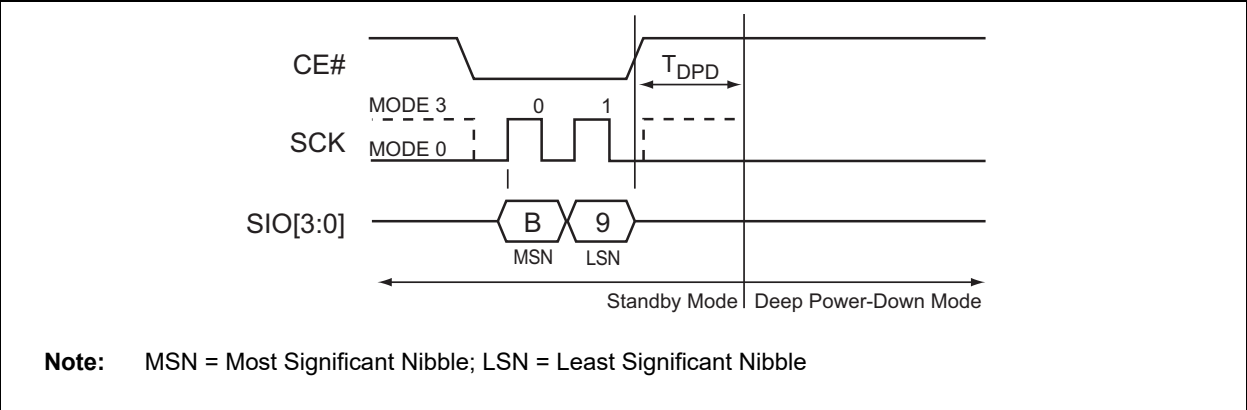 CE#
TDPD
MODE 3
0 1
SCK
MODE 0
SIO[3:0]
B 9
MSN LSN
Standby Mode Deep Power-Down Mode
Note: MSN = Most Significant Nibble; LSN = Least Significant Nibble